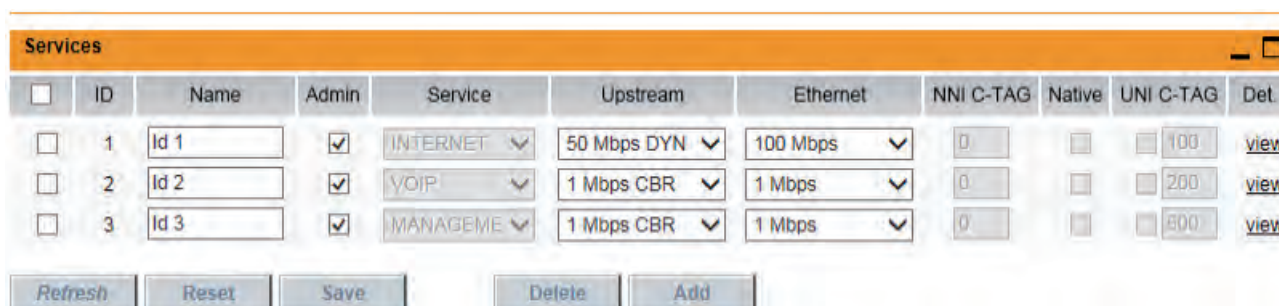 Services
ID Name Admin Service Upstream Ethernet NNI C-TAG Native UNI C-TAG Det.
1 Id 1 INTERNET 50 Mbps DYN 100 Mbps 0 100 view
2 Id 2 VOIP 1 Mbps CBR 1 Mbps 0 200 view
3 Id 3 MANAGEME 1 Mbps CBR 1 Mbps 0 600 view
Refresh Reset Save Delete Add